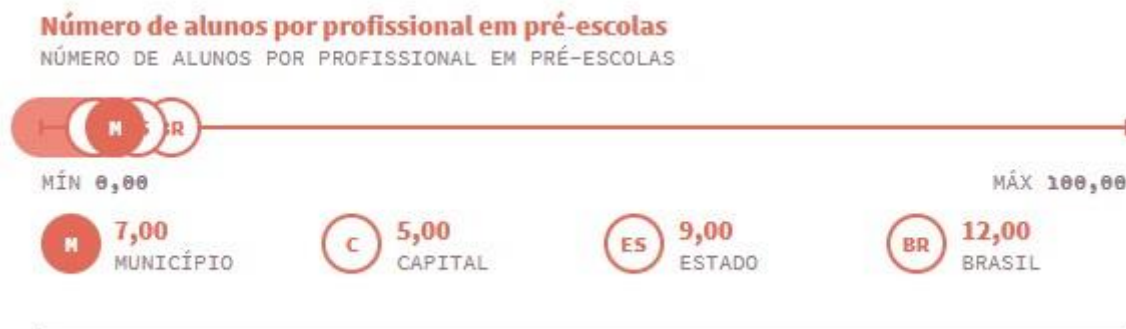 Número de alunos por profissional em pré-escolas
NÚMERO DE ALUNOS POR PROFISSIONAL EM PRÉ-ESCOLAS
M S BR
MÍN 0,00 MÁX 100,00
M 7,00 C 5,00 ES 9,00 BR 12,00
MUNICÍPIO CAPITAL ESTADO BRASIL